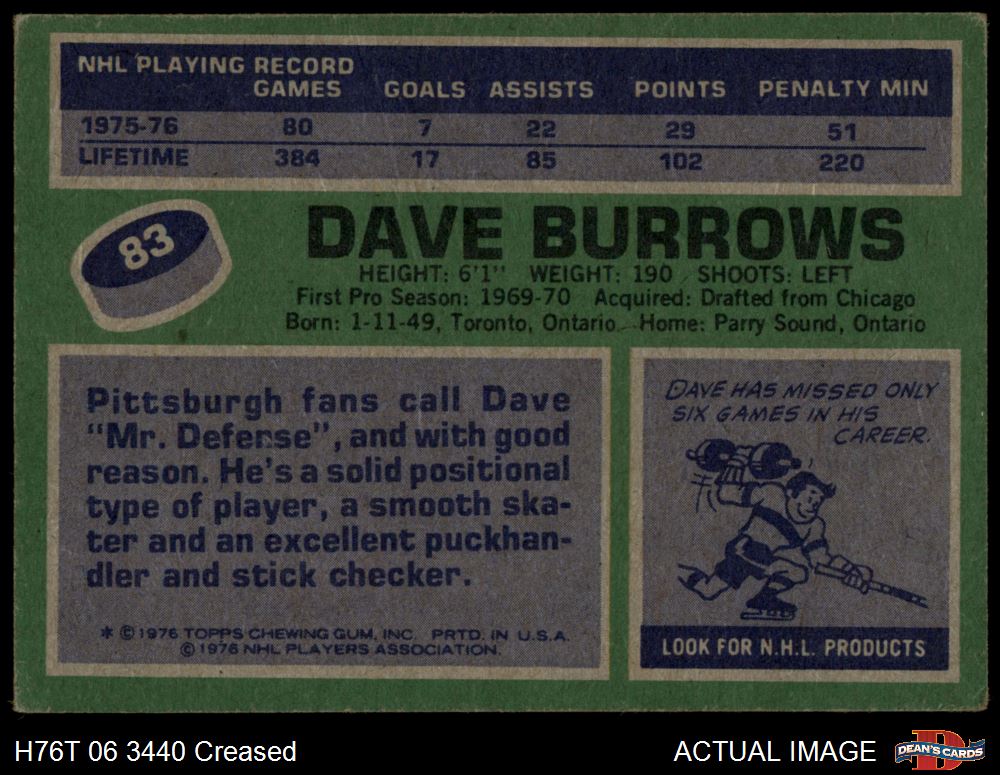 NHL PLAYING RECORD
GAMES GOALS ASSISTS POINTS PENALTY MIN
1975-76 80 7 22 29 51
LIFETIME 384 17 85 102 220
83
DAVE BURROWS
HEIGHT: 6'1" WEIGHT: 190 SHOOTS: LEFT
First Pro Season: 1969-70 Acquired: Drafted from Chicago
Born: 1-11-49, Toronto, Ontario Home: Parry Sound, Ontario
Pittsburgh fans call Dave
"Mr. Defense", and with good
reason. He's a solid positional
type of player, a smooth ska-
ter and an excellent puckhan-
dler and stick checker.
* © 1976 TOPPS CHEWING GUM, INC. PRTD. IN U.S.A.
© 1976 NHL PLAYERS ASSOCIATION.
DAVE HAS MISSED ONLY
SIX GAMES IN HIS
CAREER.
LOOK FOR N.H.L. PRODUCTS
H76T 06 3440 Creased
ACTUAL IMAGE
D
DEAN'S CARDS